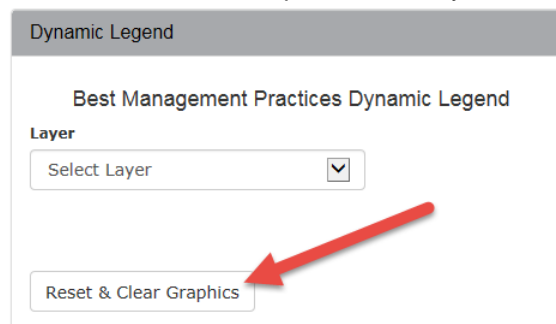 Dynamic Legend
Best Management Practices Dynamic Legend
Layer
Select Layer
Reset & Clear Graphics